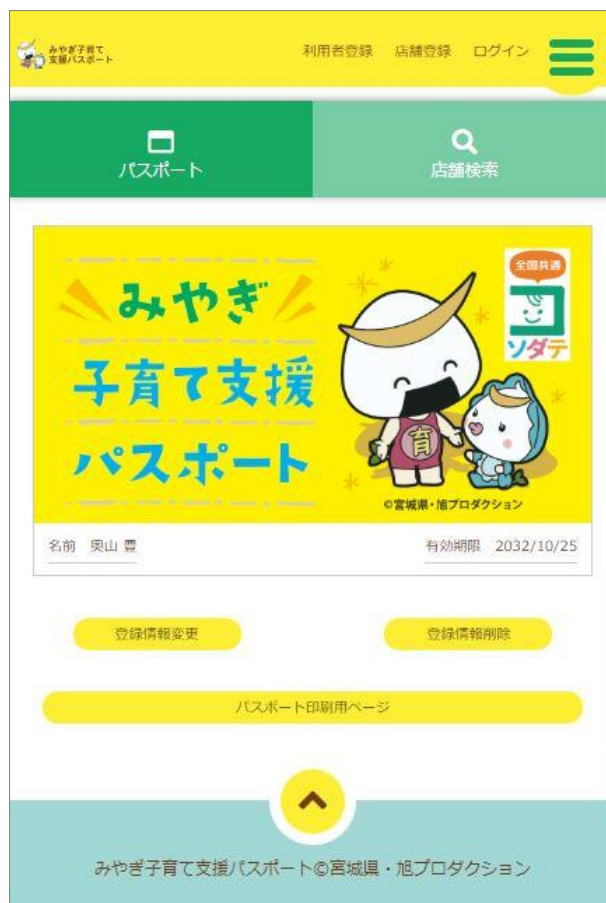 みやぎ子育て
支援パスポート
利用者登録 店舗登録 ログイン
パスポート
店舗検索
全国共通
コ
ソダテ
みやぎ
子育て支援
パスポート
育
©宮城県・旭プロダクション
名前 奥山 豊
有効期限 2032/10/25
登録情報変更
登録情報削除
パスポート印刷用ページ
みやぎ子育て支援パスポート©宮城県・旭プロダクション